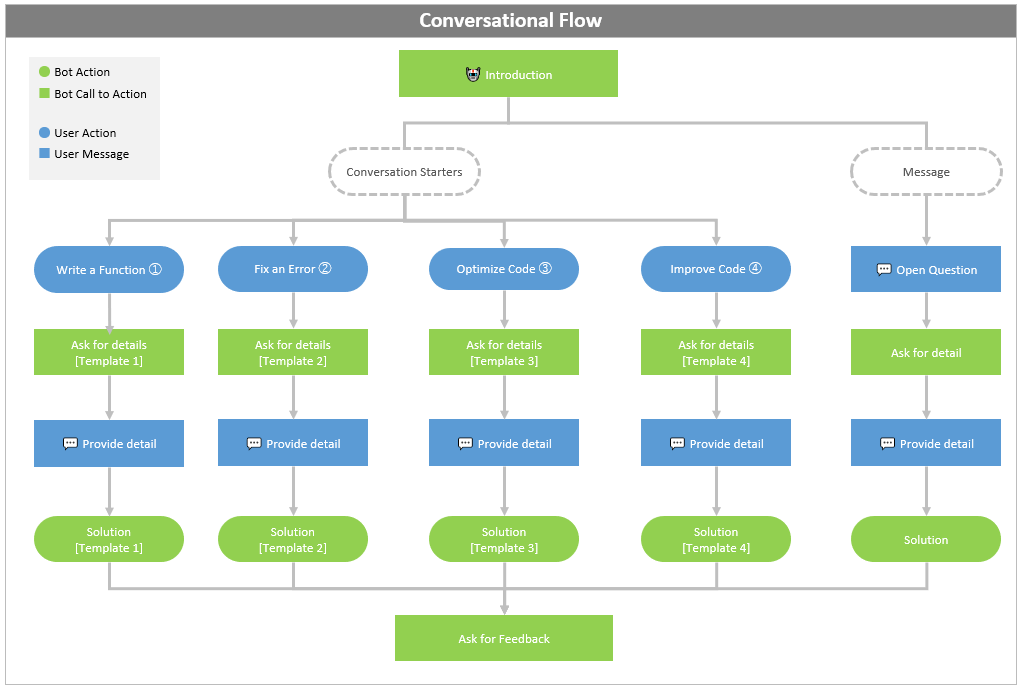 Conversational Flow
Bot Action
Bot Call to Action
User Action
User Message
Introduction
Conversation Starters
Message
Write a Function ①
Fix an Error ②
Optimize Code ③
Improve Code ④
Open Question
Ask for details
[Template 1]
Ask for details
[Template 2]
Ask for details
[Template 3]
Ask for details
[Template 4]
Ask for detail
Provide detail
Provide detail
Provide detail
Provide detail
Provide detail
Solution
[Template 1]
Solution
[Template 2]
Solution
[Template 3]
Solution
[Template 4]
Solution
Ask for Feedback